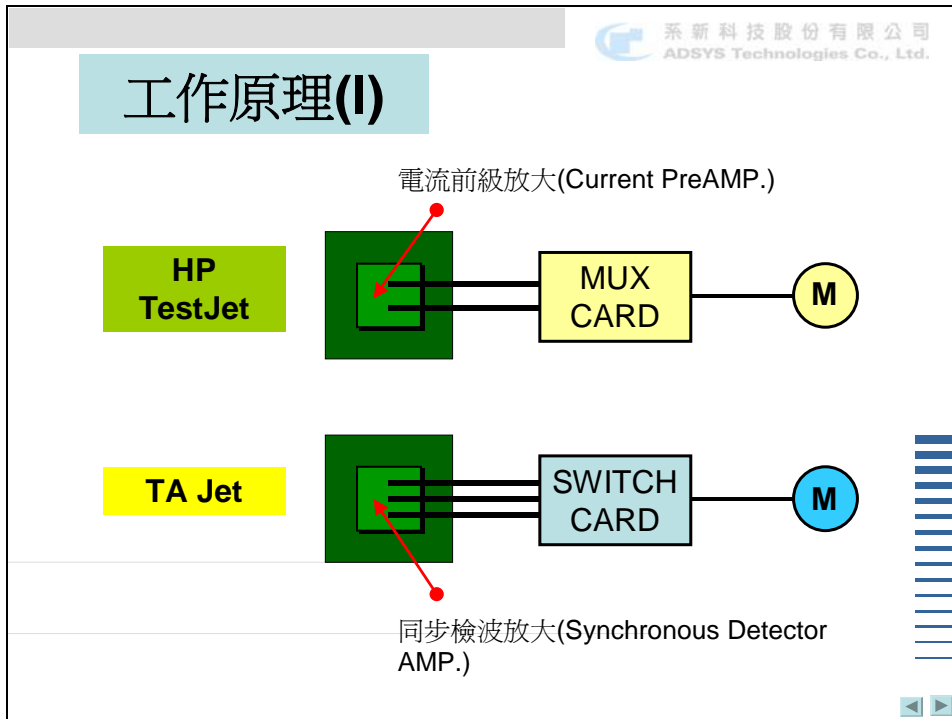 系新科技股份有限公司
ADSYS Technologies Co., Ltd.
工作原理(I)
電流前級放大(Current PreAMP.)
HP
TestJet
MUX
CARD
M
TA Jet
SWITCH
CARD
M
同步檢波放大(Synchronous Detector
AMP.)